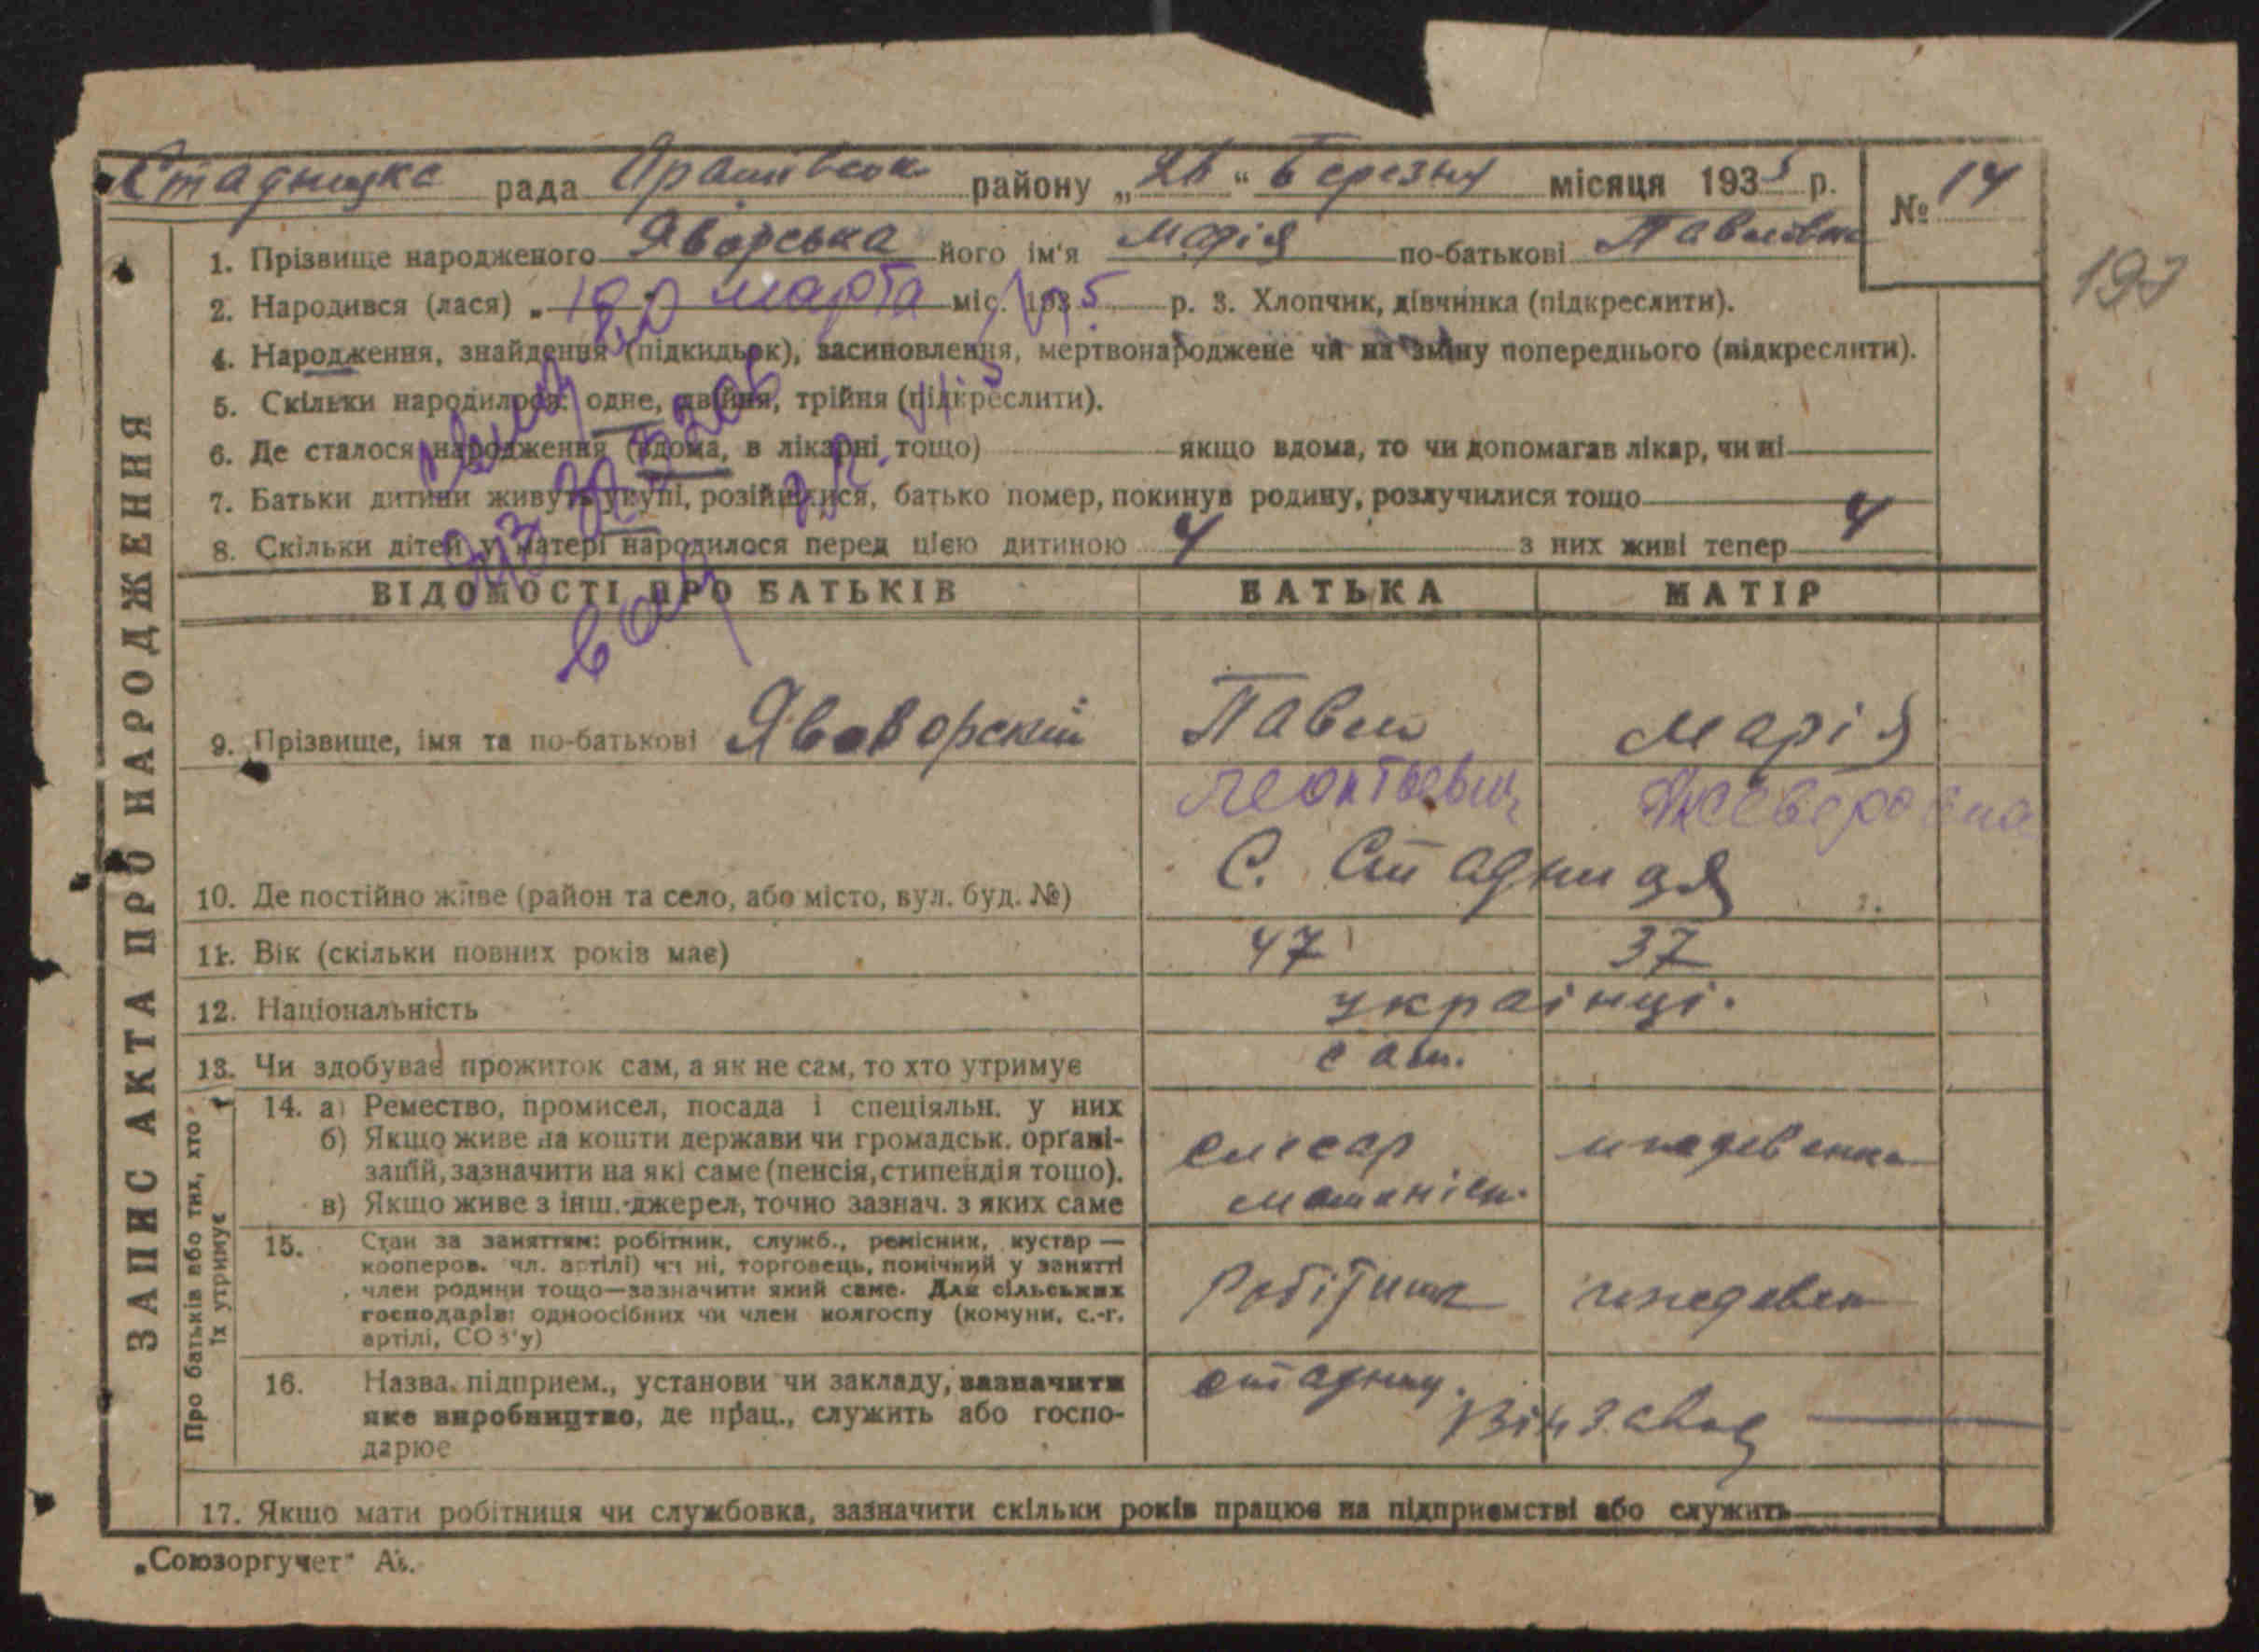 Стадницка рада Оратівськ. району „26“ березня місяця 1935 р. № 14
193
1. Прізвище народженого Яворська його ім'я Марія по-батькові Павлівна
2. Народився (лася) „ 18 марта міс. 1935 р. 3. Хлопчик, дівчинка (підкреслити).
4. Народження, знайдення (підкидьок), засиновлення, мертвонароджене чи на зміну попереднього (підкреслити).
5. Скільки народилося: одне, двійня, трійня (підкреслити).
6. Де сталося народження (вдома, в лікарні тощо) якщо вдома, то чи допомагав лікар, чи ні
7. Батьки дитини живуть укупі, розійшлися, батько помер, покинув родину, розлучилися тощо
8. Скільки дітей у матері народилося перед цією дитиною 4 з них живі тепер 4
ВІДОМОСТІ ПРО БАТЬКІВ БАТЬКА МАТІР
9. Прізвище, імя та по-батькові Яваворскій Павло Марія
Леонтьевич
С. Стадниця
10. Де постійно живе (район та село, або місто, вул. буд. №)
11. Вік (скільки повних років має) 47 37
12. Національність українці.
13. Чи здобуває прожиток сам, а як не сам, то хто утримує сам.
14. а) Ремество, промисел, посада і спеціяльн. у них
б) Якщо живе на кошти держави чи громадськ. організацій, зазначити на які саме (пенсія, стипендія тощо).
в) Якщо живе з інш. джерел, точно зазнач. з яких саме
слесар
15. Стан за заняттям: робітник, служб., ремісник, кустар —
кооперов. чл. артілі) чи ні, торговець, помічний у занятті
член родини тощо—зазначити який саме. Для сільських
господарів: одноосібних чи член колгоспу (комуни, с.-г.
артілі, СОЗ'у)
Робітник
16. Назва підприєм., установи чи закладу, зазначити
яке виробництво, де прац., служить або господарює
стадниц.
Вінзавод
17. Якщо мати робітниця чи службовка, зазначити скільки років працює на підприємстві або служить
ЗАПИС АКТА ПРО НАРОДЖЕННЯ
Про батьків або тих, хто
їх утримує
„Союзоргучет“